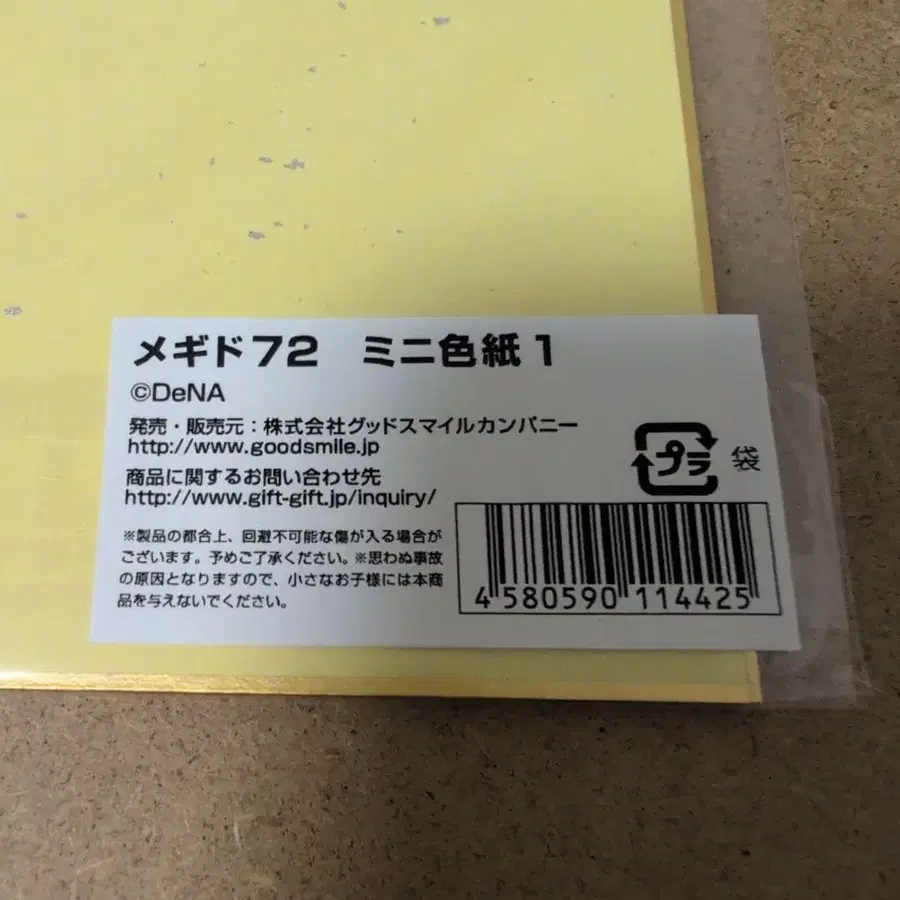 メギド72　ミニ色紙1
©DeNA
発売・販売元：株式会社グッドスマイルカンパニー
http://www.goodsmile.jp
商品に関するお問い合わせ先
http://www.gift-gift.jp/inquiry/
プラ 袋
※製品の都合上、回避不可能な傷が入る場合が
ございます。予めご了承ください。※思わぬ事故
の原因となりますので、小さなお子様には本商
品を与えないでください。
4 580590 114425